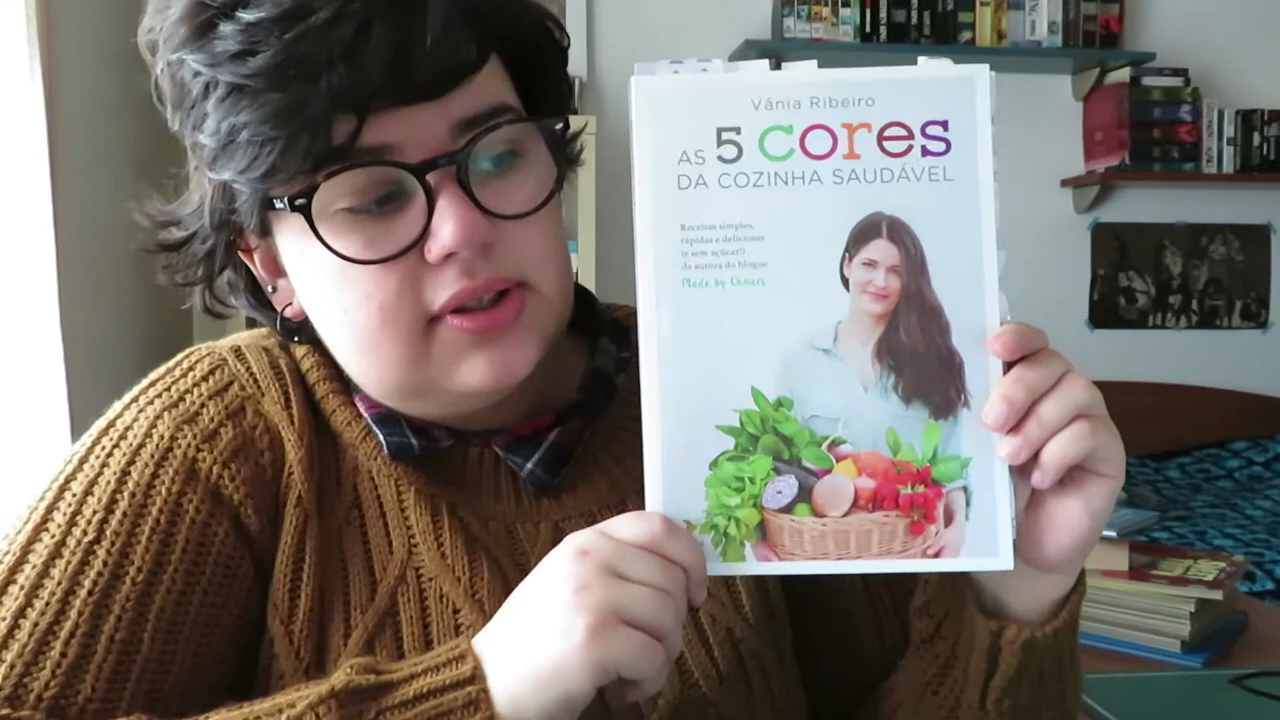 Vânia Ribeiro
AS 5 cores
DA COZINHA SAUDÁVEL
Receitas simples,
rápidas e deliciosas
(e sem açúcar!)
da autora do blogue
Made by Choices